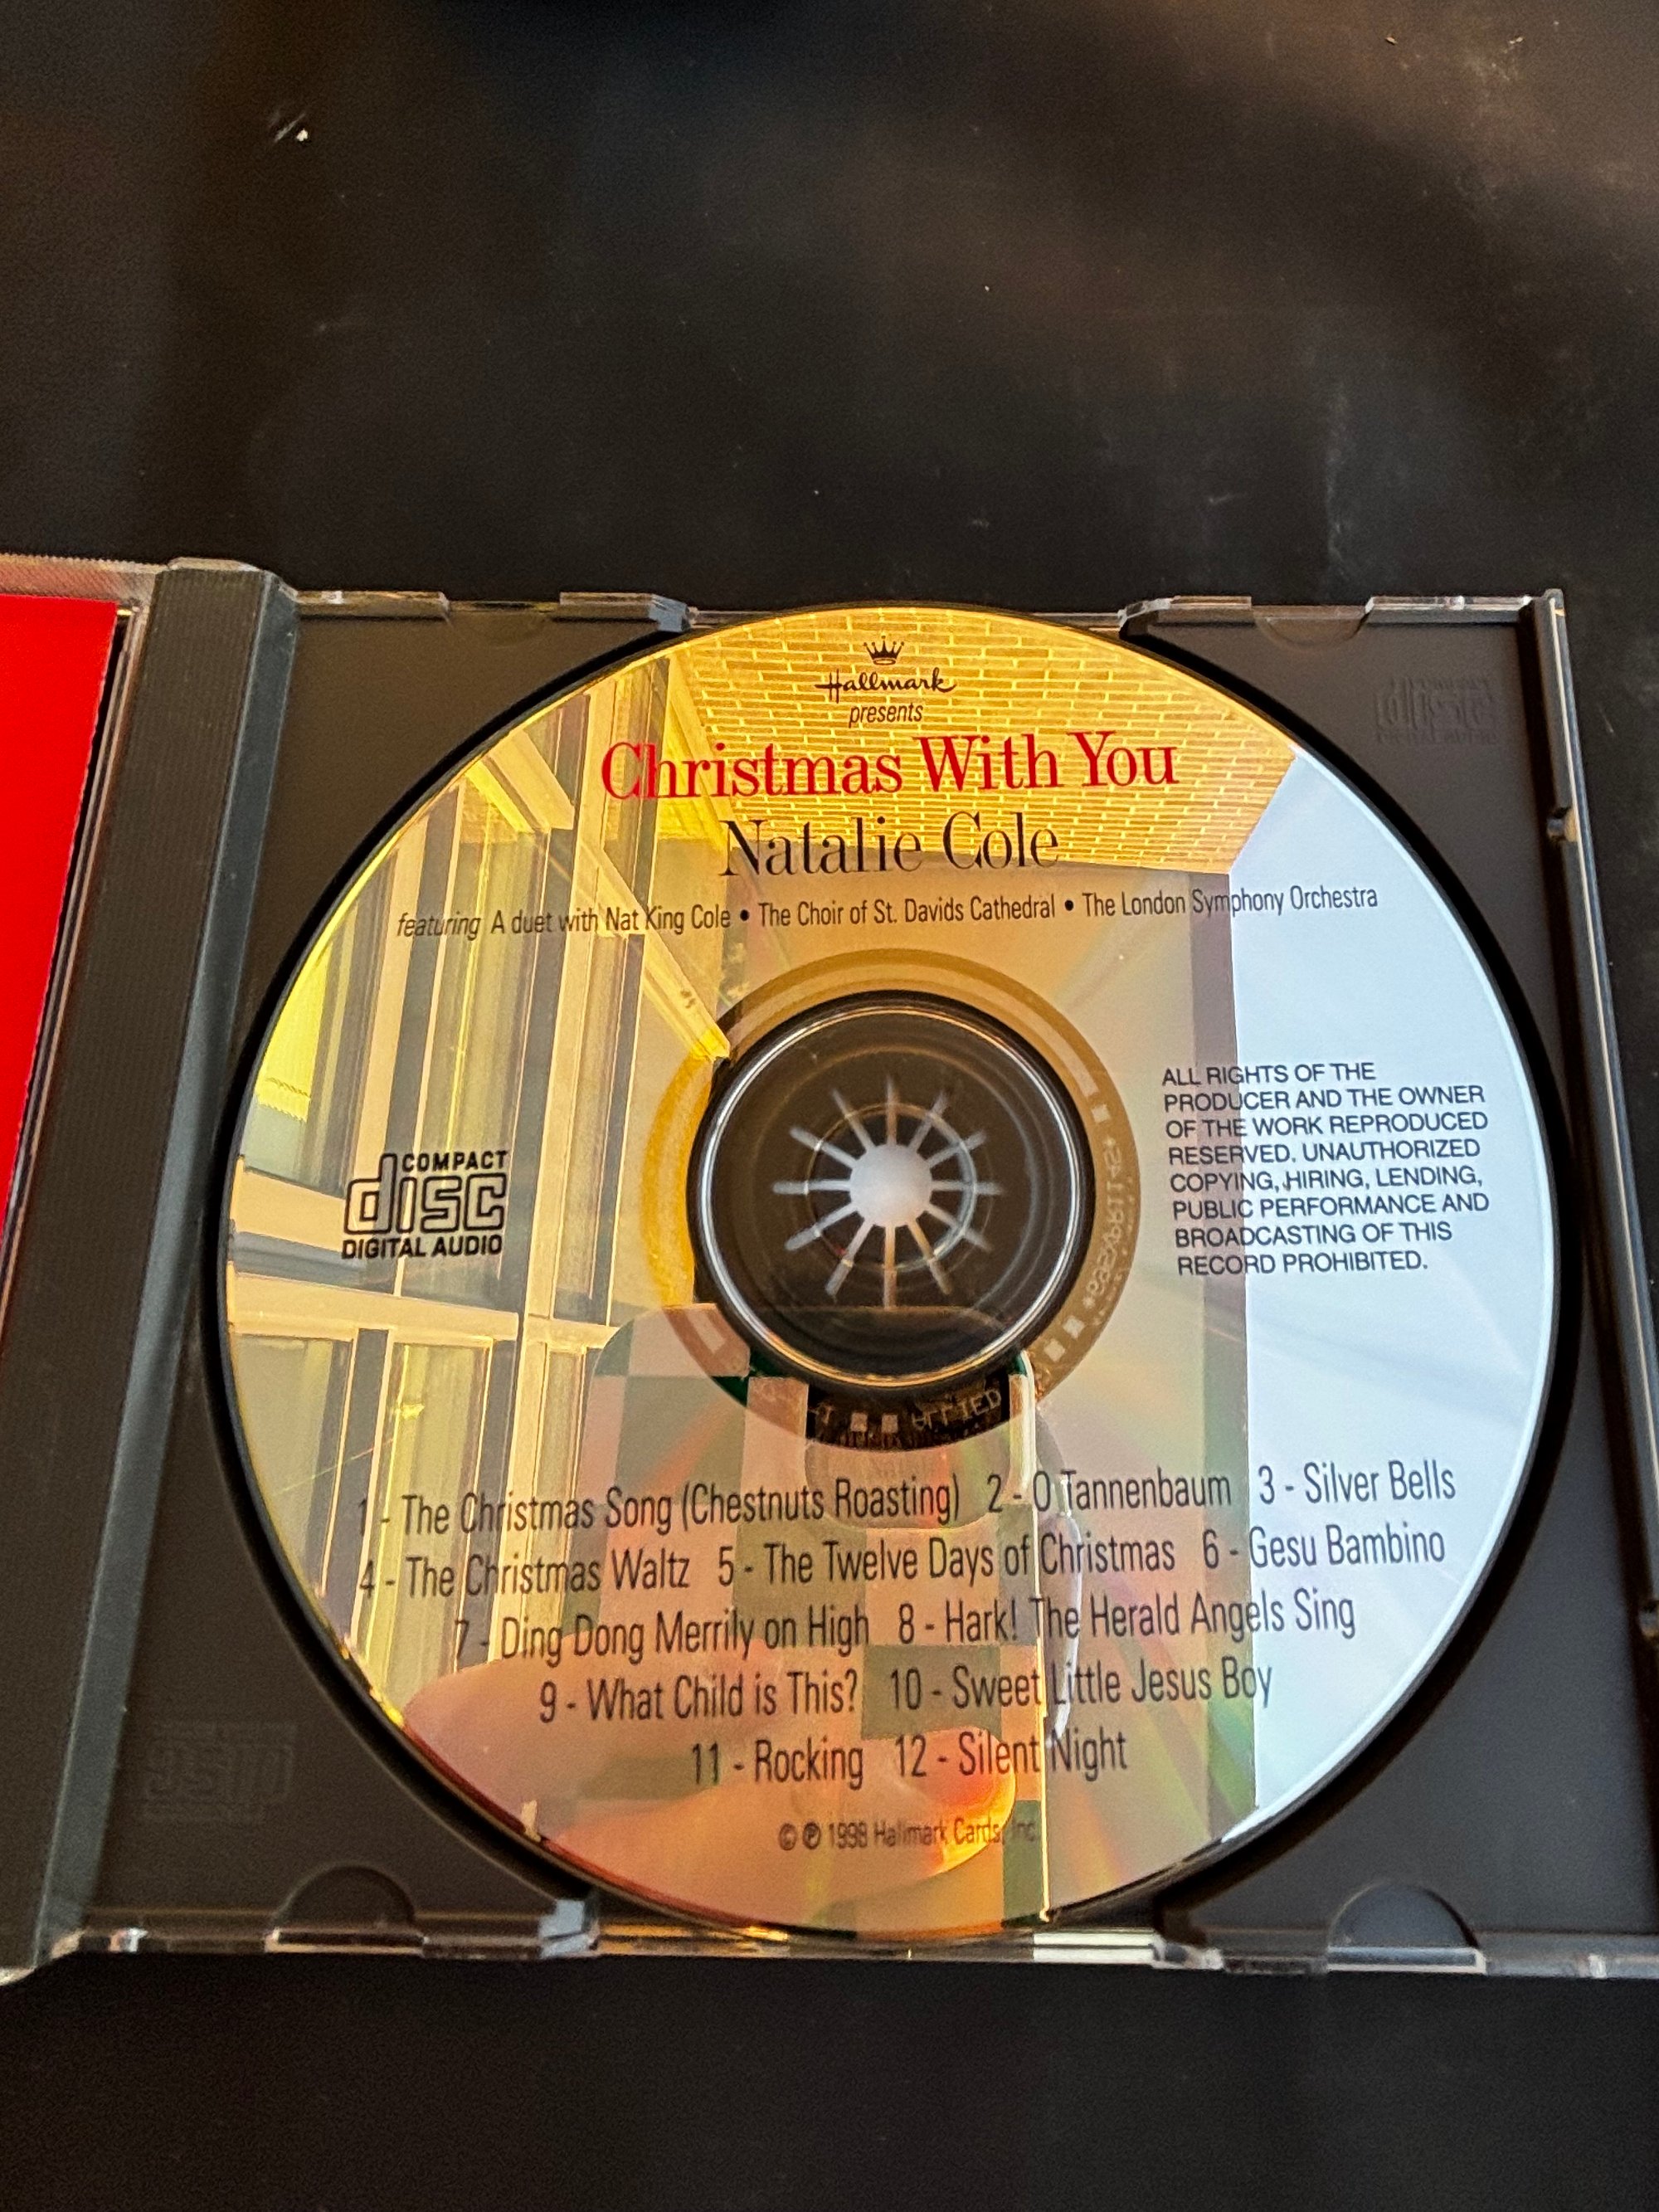 Hallmark
presents
Christmas With You
Natalie Cole
featuring A duet with Nat King Cole • The Choir of St. Davids Cathedral • The London Symphony Orchestra
COMPACT
disc
DIGITAL AUDIO
ALL RIGHTS OF THE
PRODUCER AND THE OWNER
OF THE WORK REPRODUCED
RESERVED. UNAUTHORIZED
COPYING, HIRING, LENDING,
PUBLIC PERFORMANCE AND
BROADCASTING OF THIS
RECORD PROHIBITED.
1 - The Christmas Song (Chestnuts Roasting) 2 - O Tannenbaum 3 - Silver Bells
4 - The Christmas Waltz 5 - The Twelve Days of Christmas 6 - Gesu Bambino
7 - Ding Dong Merrily on High 8 - Hark! The Herald Angels Sing
9 - What Child is This? 10 - Sweet Little Jesus Boy
11 - Rocking 12 - Silent Night
© ℗ 1998 Hallmark Cards, Inc.